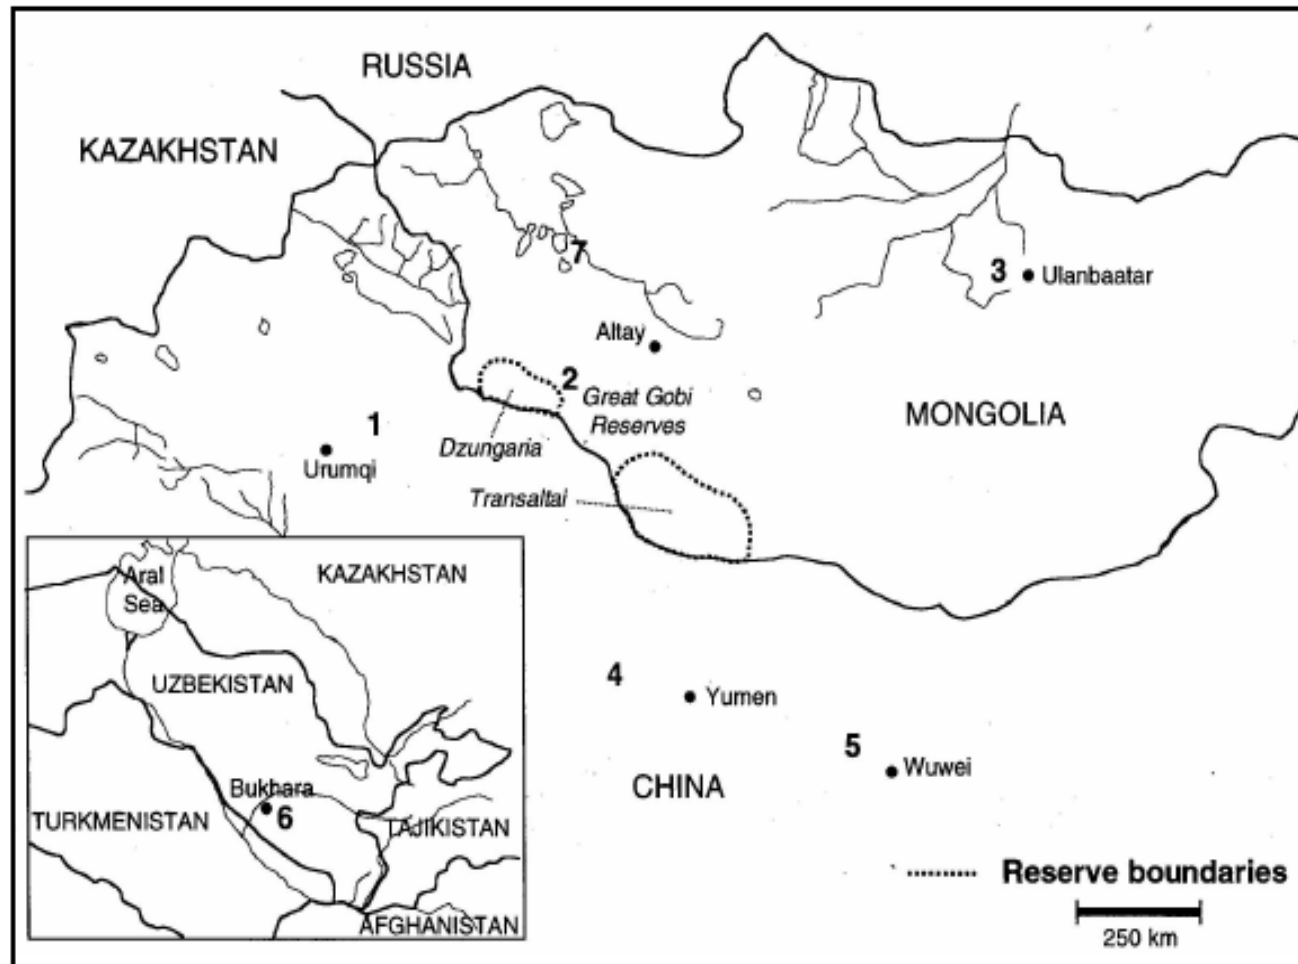 RUSSIA
KAZAKHSTAN
7
3
Ulanbaatar
Altay
2
Great Gobi
Reserves
MONGOLIA
1
Dzungaria
Urumqi
Transaltai
Aral
Sea
KAZAKHSTAN
UZBEKISTAN
Bukhara
6
TURKMENISTAN
TAJIKISTAN
AFGHANISTAN
4
Yumen
5
Wuwei
CHINA
Reserve boundaries
250 km